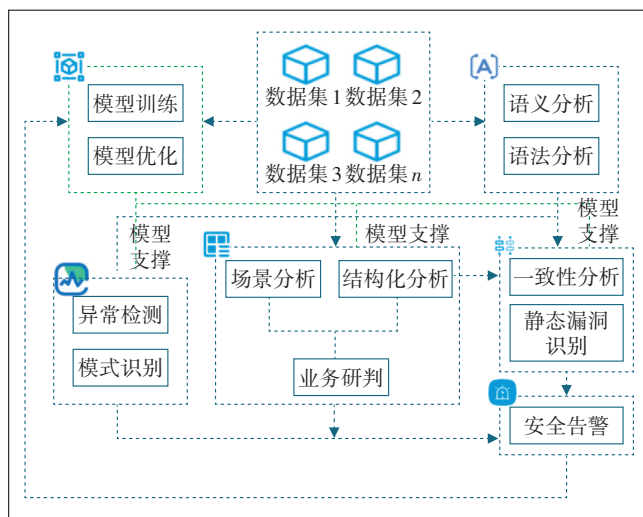 模型训练
模型优化
数据集1 数据集2
数据集3 数据集n
A
语义分析
语法分析
模型
支撑
模型支撑
模型
支撑
异常检测
模式识别
场景分析
结构化分析
业务研判
一致性分析
静态漏洞
识别
安全告警